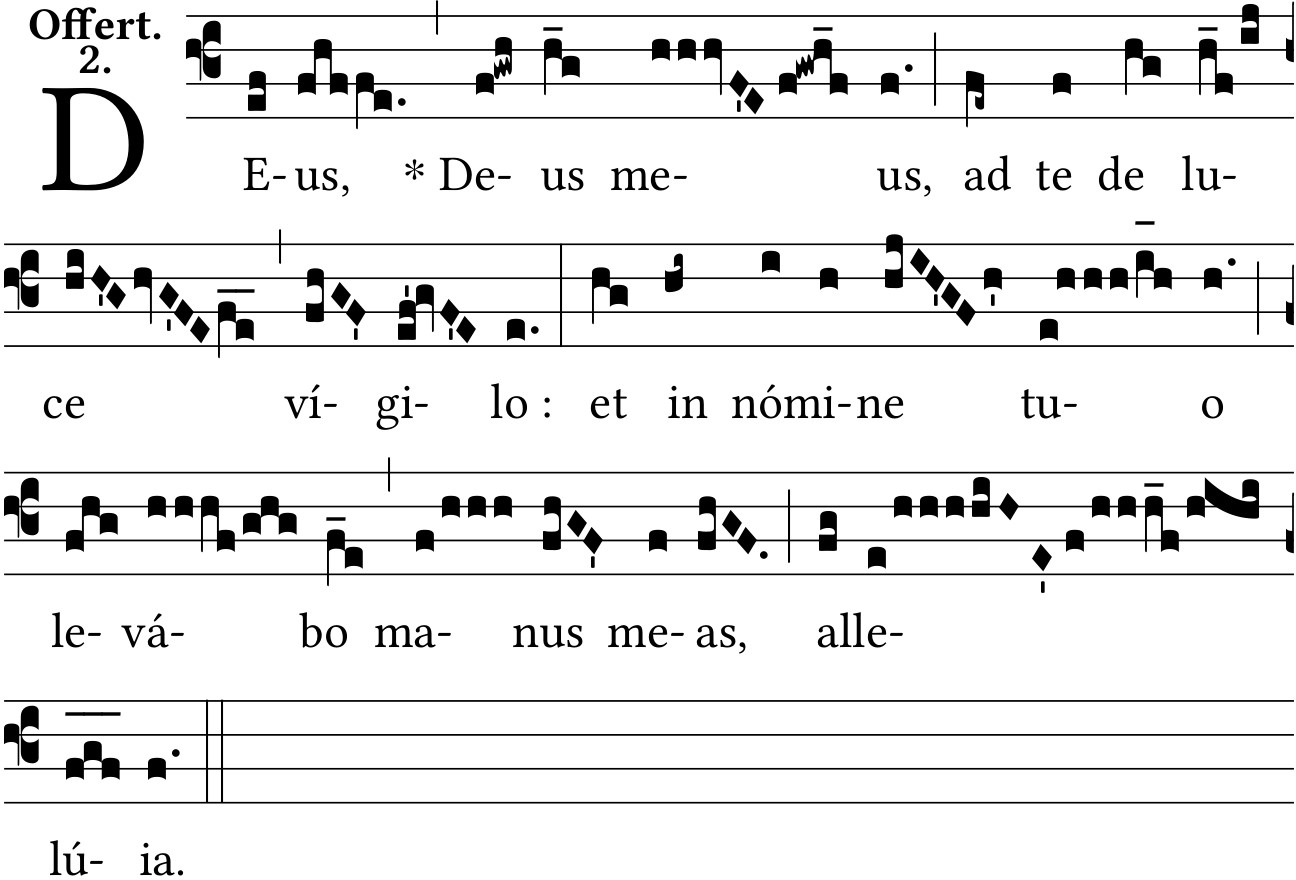 Offert.
2.
DE-us, * De- us me- us, ad te de lu-
ce ví- gi- lo : et in nómi-ne tu- o
le- vá- bo ma- nus me- as, alle-
lú- ia.